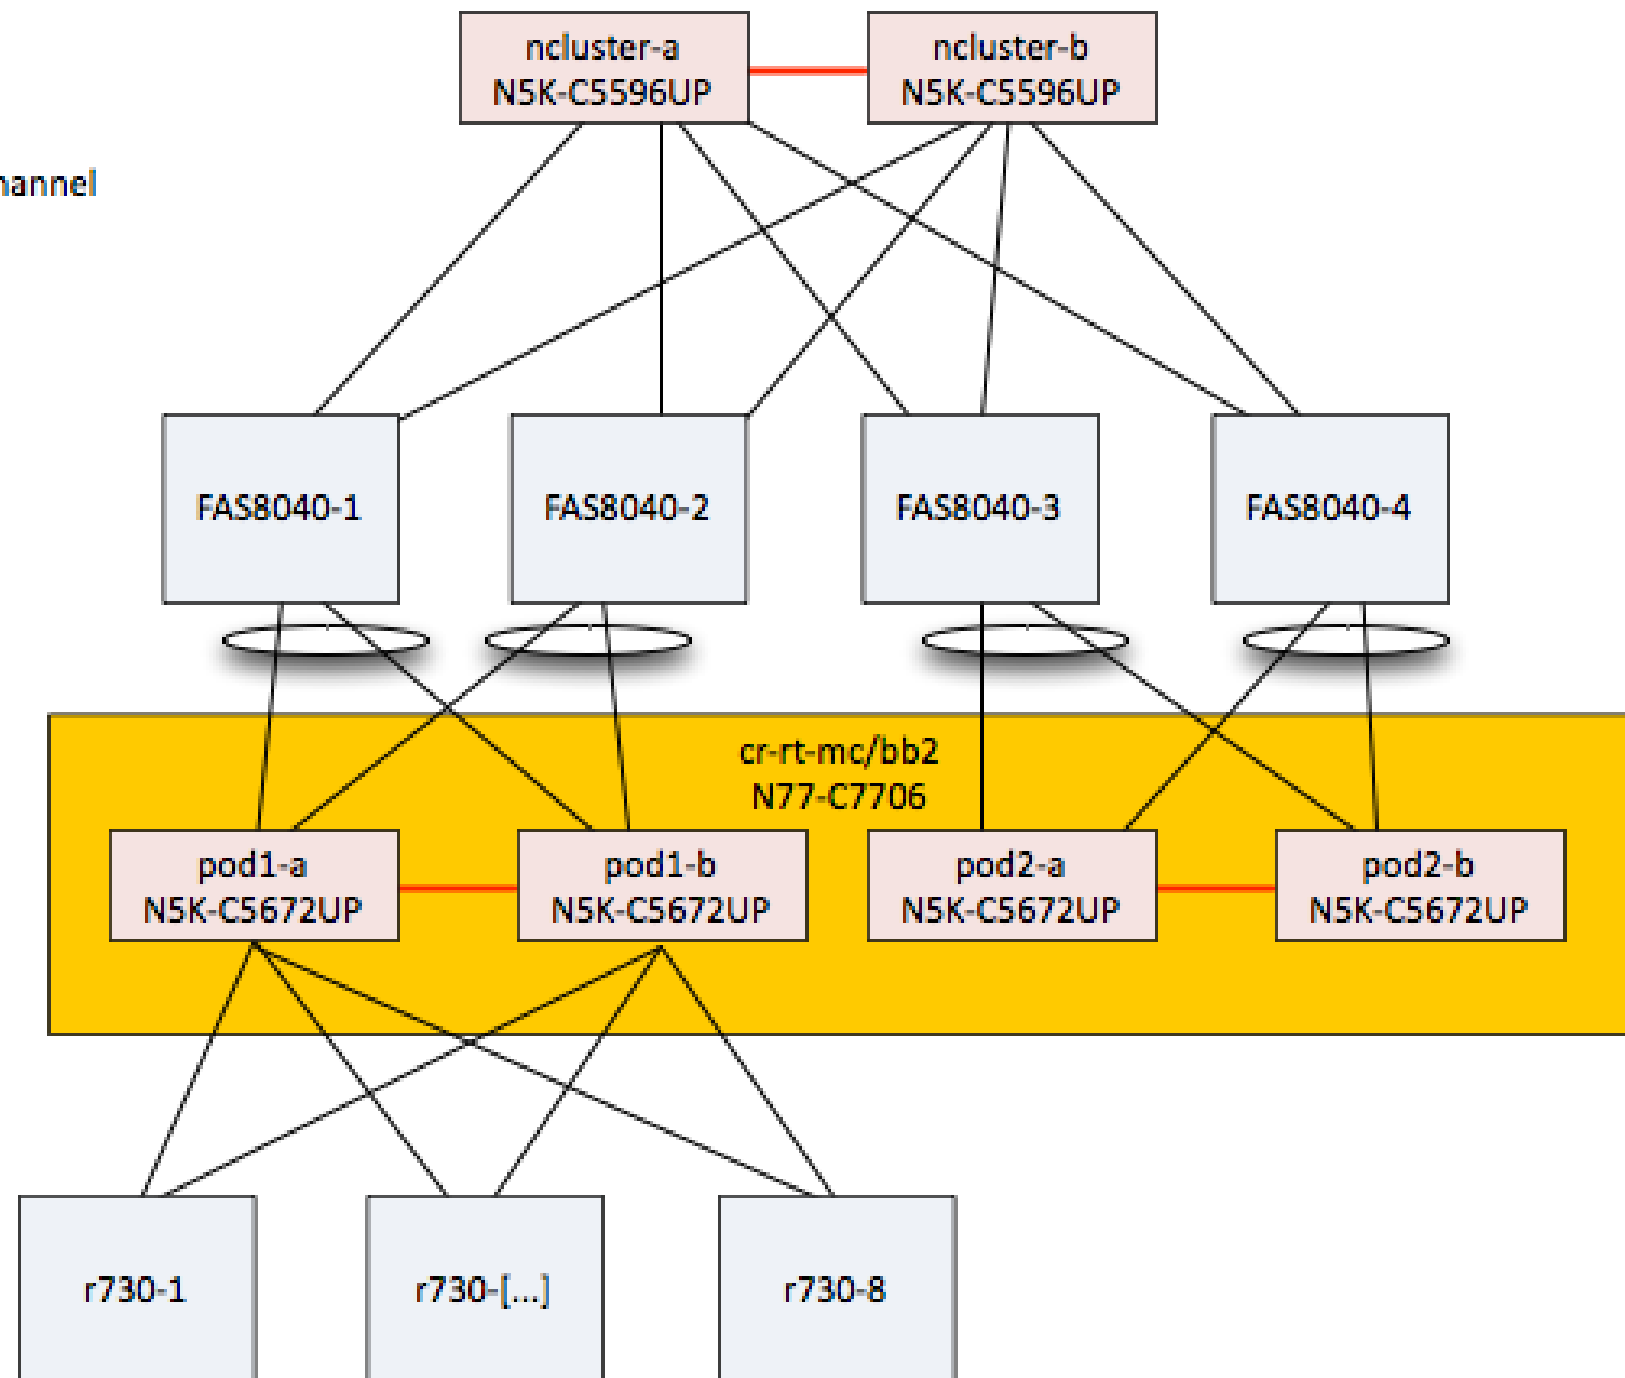 ncluster-a
N5K-C5596UP
ncluster-b
N5K-C5596UP
hannel
FAS8040-1
FAS8040-2
FAS8040-3
FAS8040-4
cr-rt-mc/bb2
N77-C7706
pod1-a
N5K-C5672UP
pod1-b
N5K-C5672UP
pod2-a
N5K-C5672UP
pod2-b
N5K-C5672UP
r730-1
r730-[...]
r730-8